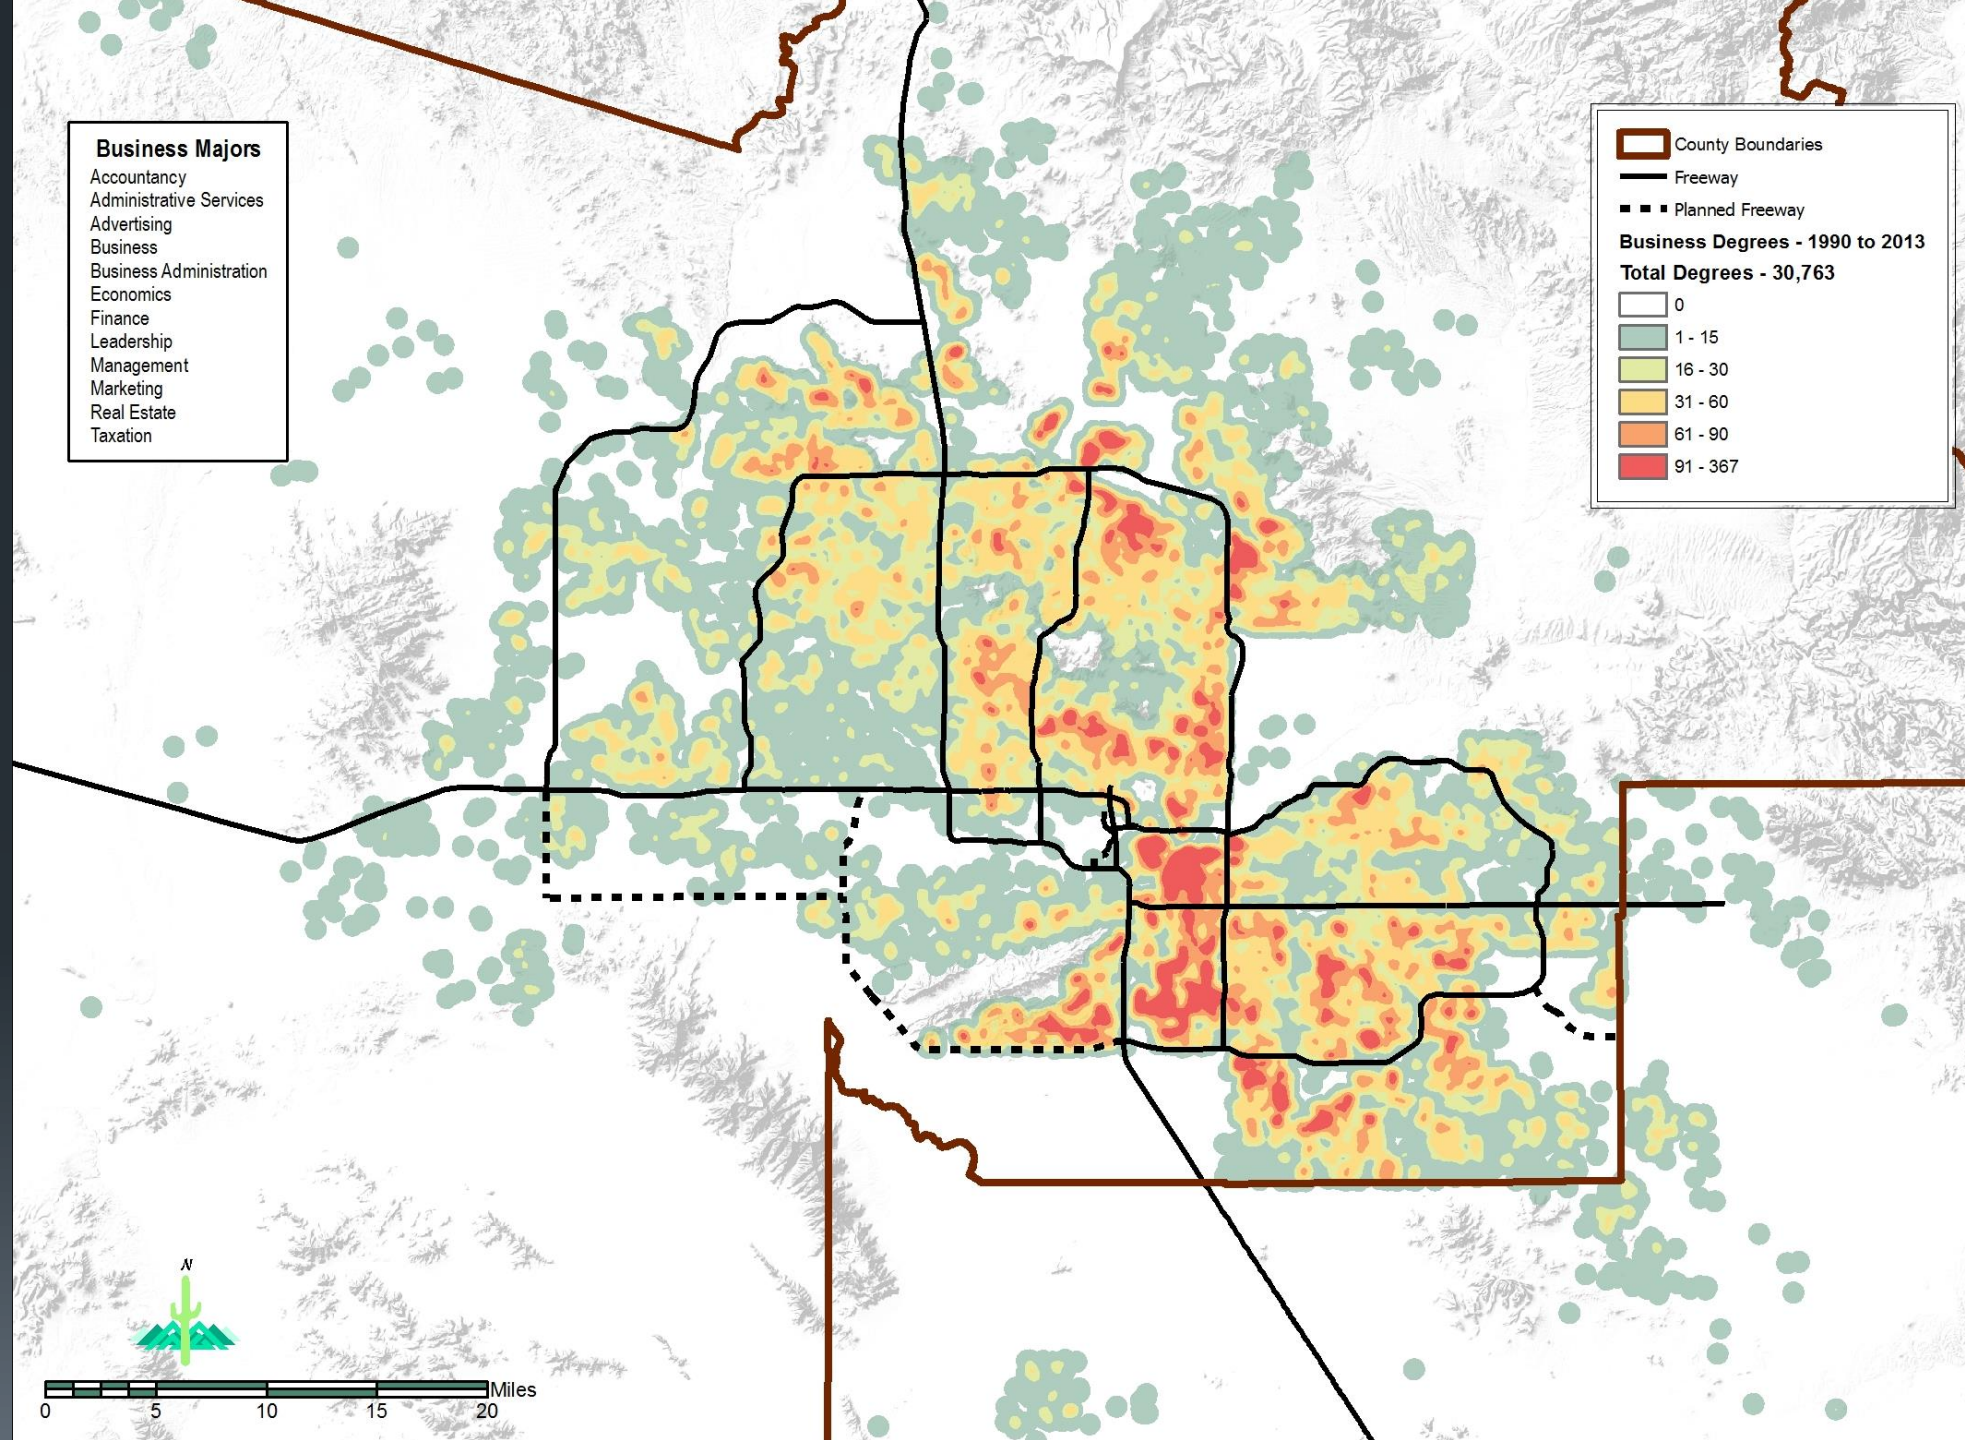 Business Majors
Accountancy
Administrative Services
Advertising
Business
Business Administration
Economics
Finance
Leadership
Management
Marketing
Real Estate
Taxation
County Boundaries
Freeway
Planned Freeway
Business Degrees - 1990 to 2013
Total Degrees - 30,763
0
1 - 15
16 - 30
31 - 60
61 - 90
91 - 367
N
Miles
0 5 10 15 20